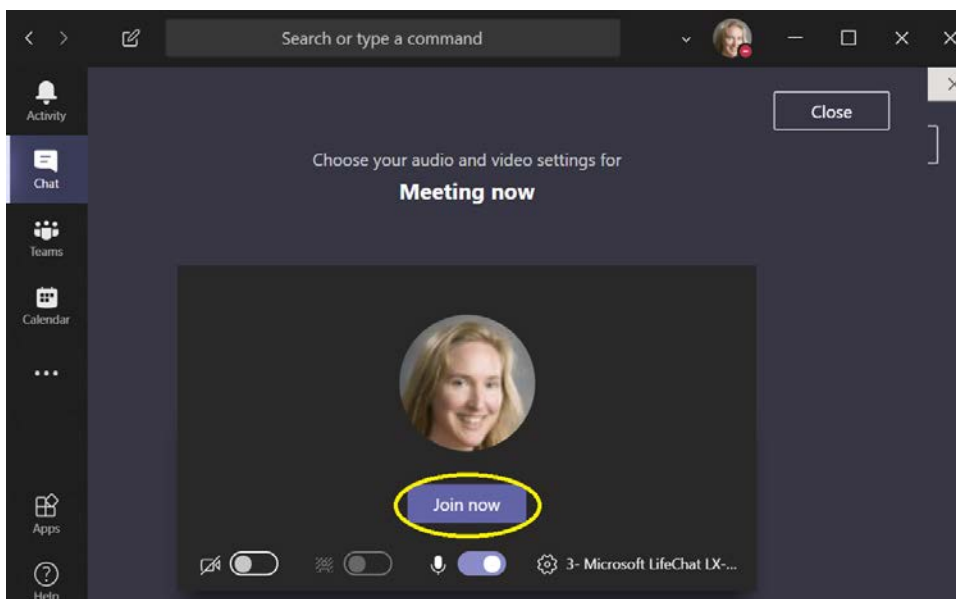 Search or type a command
Activity
Close
Choose your audio and video settings for
Meeting now
Chat
Teams
Calendar
Join now
Apps
3- Microsoft LifeChat LX-...
Help